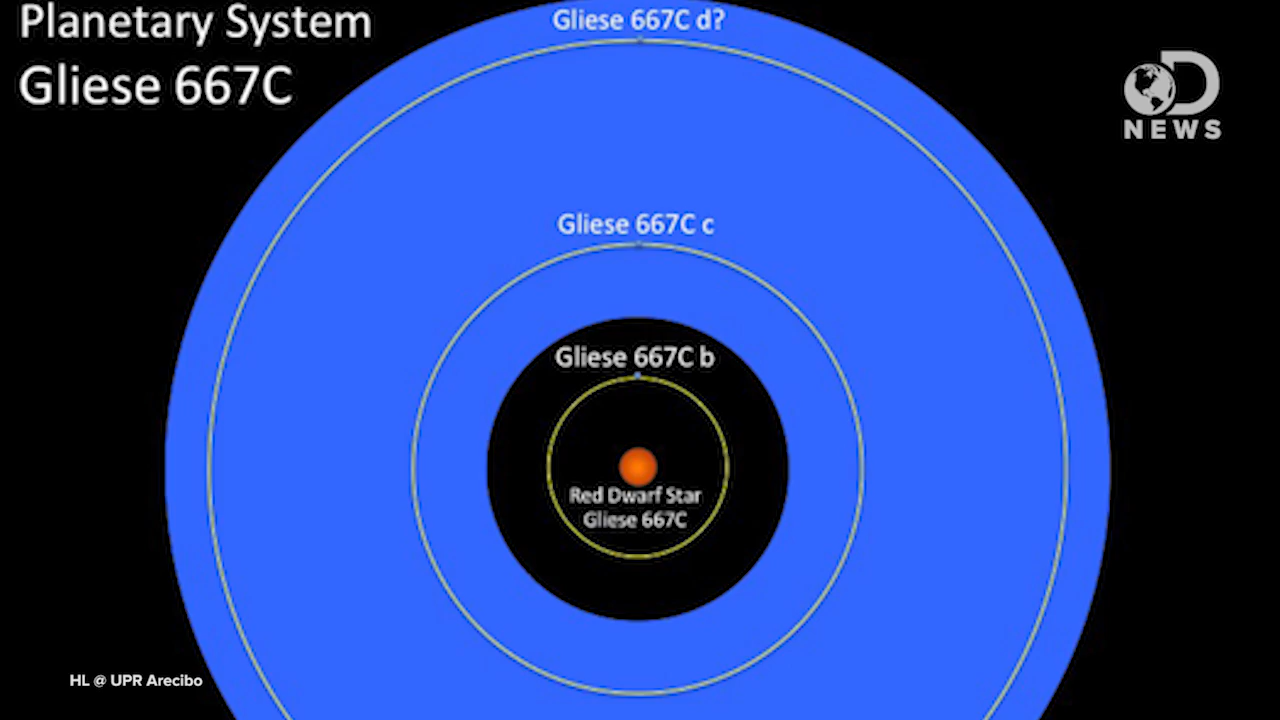 Planetary System
Gliese 667C
Gliese 667C d?
NEWS
Gliese 667C c
Gliese 667C b
Red Dwarf Star
Gliese 667C
HL @ UPR Arecibo